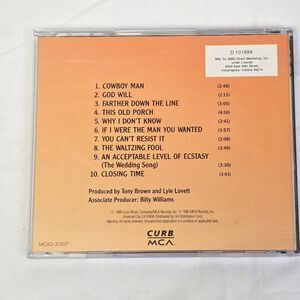 D 101999
Mfd. for BMG Direct Marketing, Inc.
under License
6550 East 30th Street,
Indianapolis, Indiana 46219
1. COWBOY MAN (2:48)
2. GOD WILL (2:13)
3. FARTHER DOWN THE LINE (3:05)
4. THIS OLD PORCH (4:16)
5. WHY I DON'T KNOW (2:41)
6. IF I WERE THE MAN YOU WANTED (3:57)
7. YOU CAN'T RESIST IT (3:08)
8. THE WALTZING FOOL (3:49)
9. AN ACCEPTABLE LEVEL OF ECSTASY
(The Wedding Song) (3:30)
10. CLOSING TIME (3:43)
Produced by Tony Brown and Lyle Lovett
Associate Producer: Billy Williams
CURB
MCA
MCAD-31307